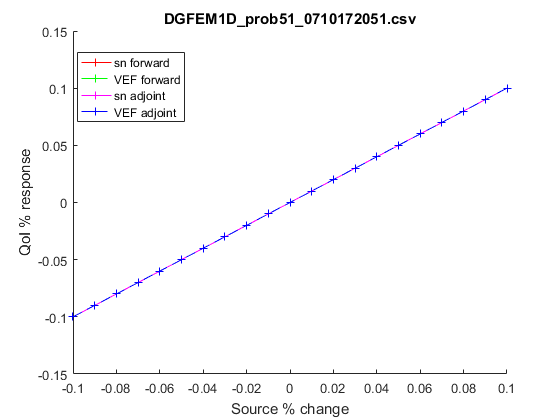 DGFEM1D_prob51_0710172051.csv
0.15
sn forward
VEF forward
sn adjoint
VEF adjoint
0.1
0.05
0
-0.05
-0.1
-0.15
QoI % response
-0.1 -0.08 -0.06 -0.04 -0.02 0 0.02 0.04 0.06 0.08 0.1
Source % change